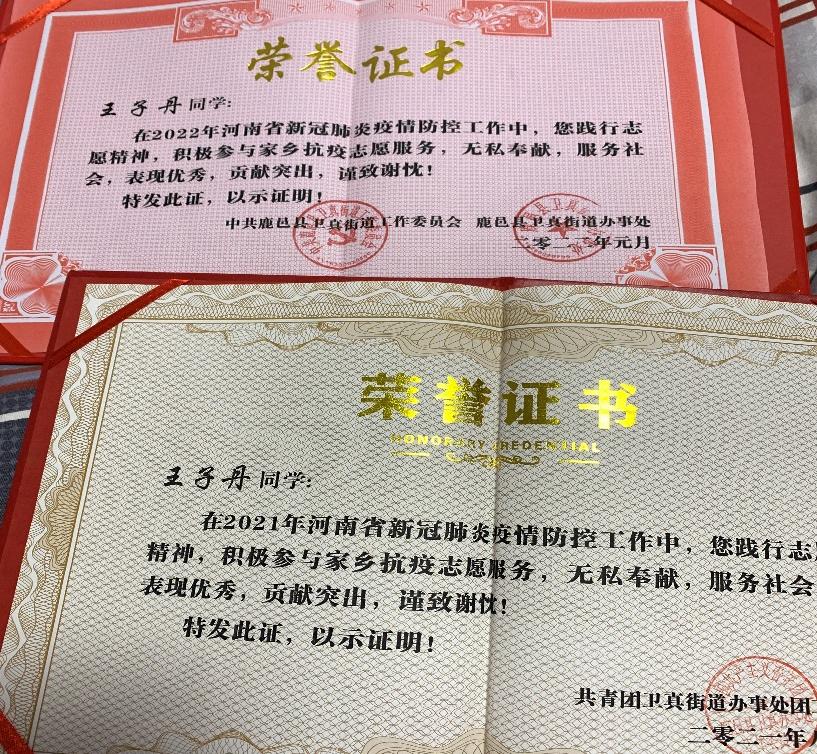 荣誉证书
王子丹同学:
在2022年河南省新冠肺炎疫情防控工作中，您践行志
愿精神，积极参与家乡抗疫志愿服务，无私奉献，服务社
会，表现优秀，贡献突出，谨致谢忱!
特发此证，以示证明!
中共鹿邑县卫真街道工作委员会 鹿邑县卫真街道办事处
二零二 年元月
荣誉证书
HONORARY CREDENTIAL
王子丹同学:
在2021年河南省新冠肺炎疫情防控工作中，您践行志
精神，积极参与家乡抗疫志愿服务，无私奉献，服务社会
表现优秀，贡献突出，谨致谢忱!
特发此证，以示证明!
共青团卫真街道办事处团
二零二一年